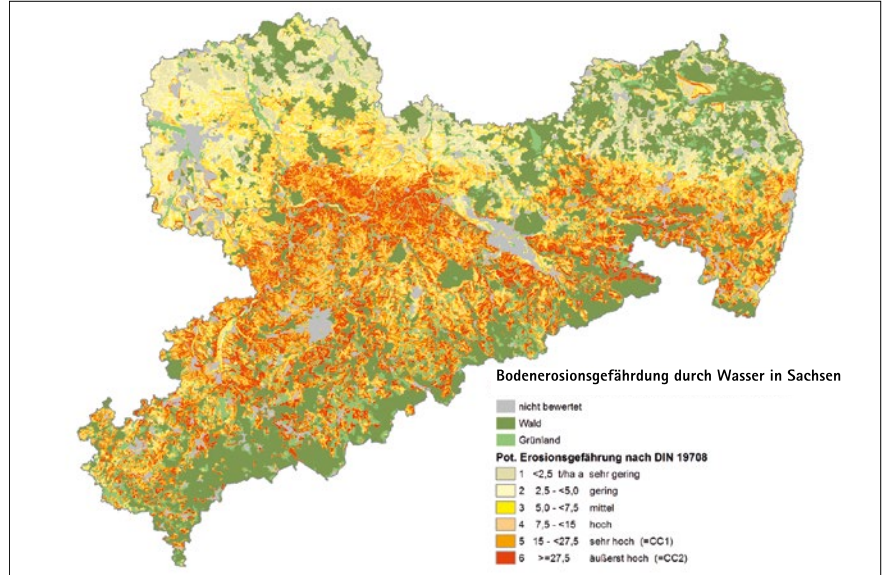 Bodenerosionsgefährdung durch Wasser in Sachsen
nicht bewertet
Wald
Grünland
Pot. Erosionsgefährung nach DIN 19708
1 <2,5 t/ha a sehr gering
2 2,5 - <5,0 gering
3 5,0 - <7,5 mittel
4 7,5 - <15 hoch
5 15 - <27,5 sehr hoch (=CC1)
6 >=27,5 äußerst hoch (=CC2)